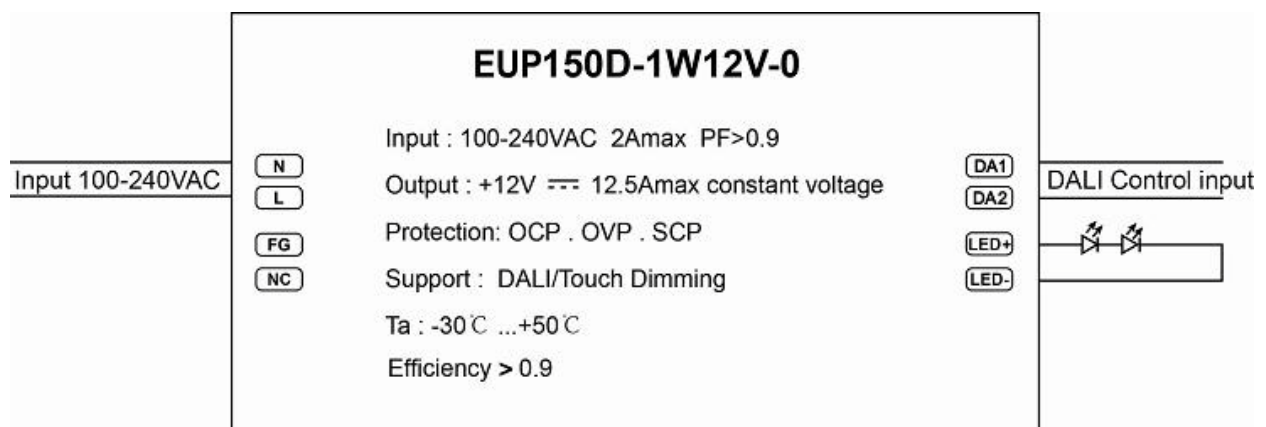 EUP150D-1W12V-0
Input : 100-240VAC 2Amax PF>0.9
Output : +12V ⎓ 12.5Amax constant voltage
Protection: OCP . OVP . SCP
Support : DALI/Touch Dimming
Ta : -30℃ ...+50℃
Efficiency > 0.9
Input 100-240VAC
N
L
FG
NC
DA1
DA2
LED+
LED-
DALI Control input